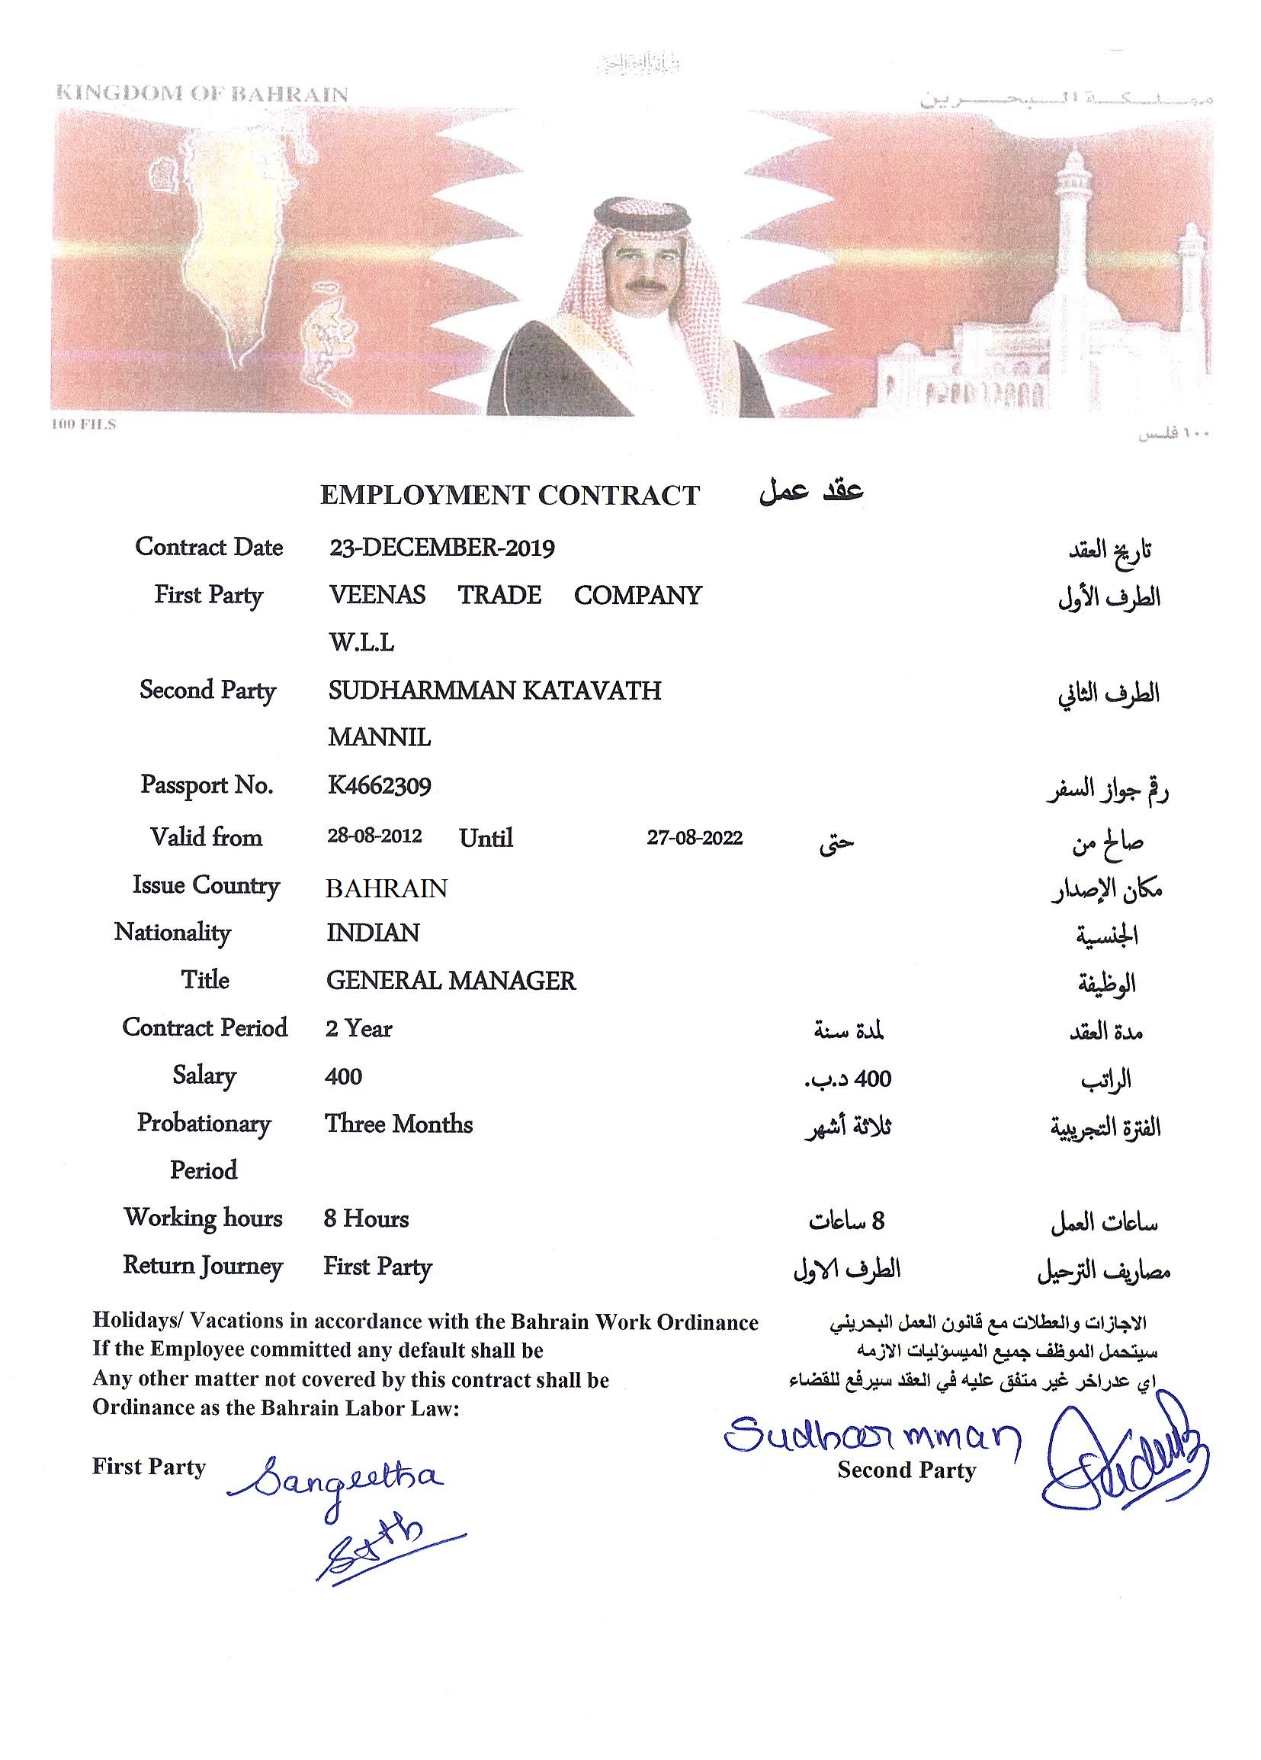 KINGDOM OF BAHRAIN مملكة البحرين
100 FILS ١٠٠ فلس
EMPLOYMENT CONTRACT عقد عمل
Contract Date 23-DECEMBER-2019 تاريخ العقد
First Party VEENAS TRADE COMPANY الطرف الأول
W.L.L
Second Party SUDHARMMAN KATAVATH الطرف الثاني
MANNIL
Passport No. K4662309 رقم جواز السفر
Valid from 28-08-2012 Until 27-08-2022 حتى صالح من
Issue Country BAHRAIN مكان الإصدار
Nationality INDIAN الجنسية
Title GENERAL MANAGER الوظيفة
Contract Period 2 Year لمدة سنة مدة العقد
Salary 400 400 د.ب. الراتب
Probationary Three Months ثلاثة أشهر الفترة التجريبية
Period
Working hours 8 Hours 8 ساعات ساعات العمل
Return Journey First Party الطرف الاول مصاريف الترحيل
Holidays/ Vacations in accordance with the Bahrain Work Ordinance الاجازات والعطلات مع قانون العمل البحريني
If the Employee committed any default shall be سيتحمل الموظف جميع الميسؤليات الازمه
Any other matter not covered by this contract shall be اي عدراخر غير متفق عليه في العقد سيرفع للقضاء
Ordinance as the Bahrain Labor Law:
Sudharmman
First Party Sangeetha Second Party